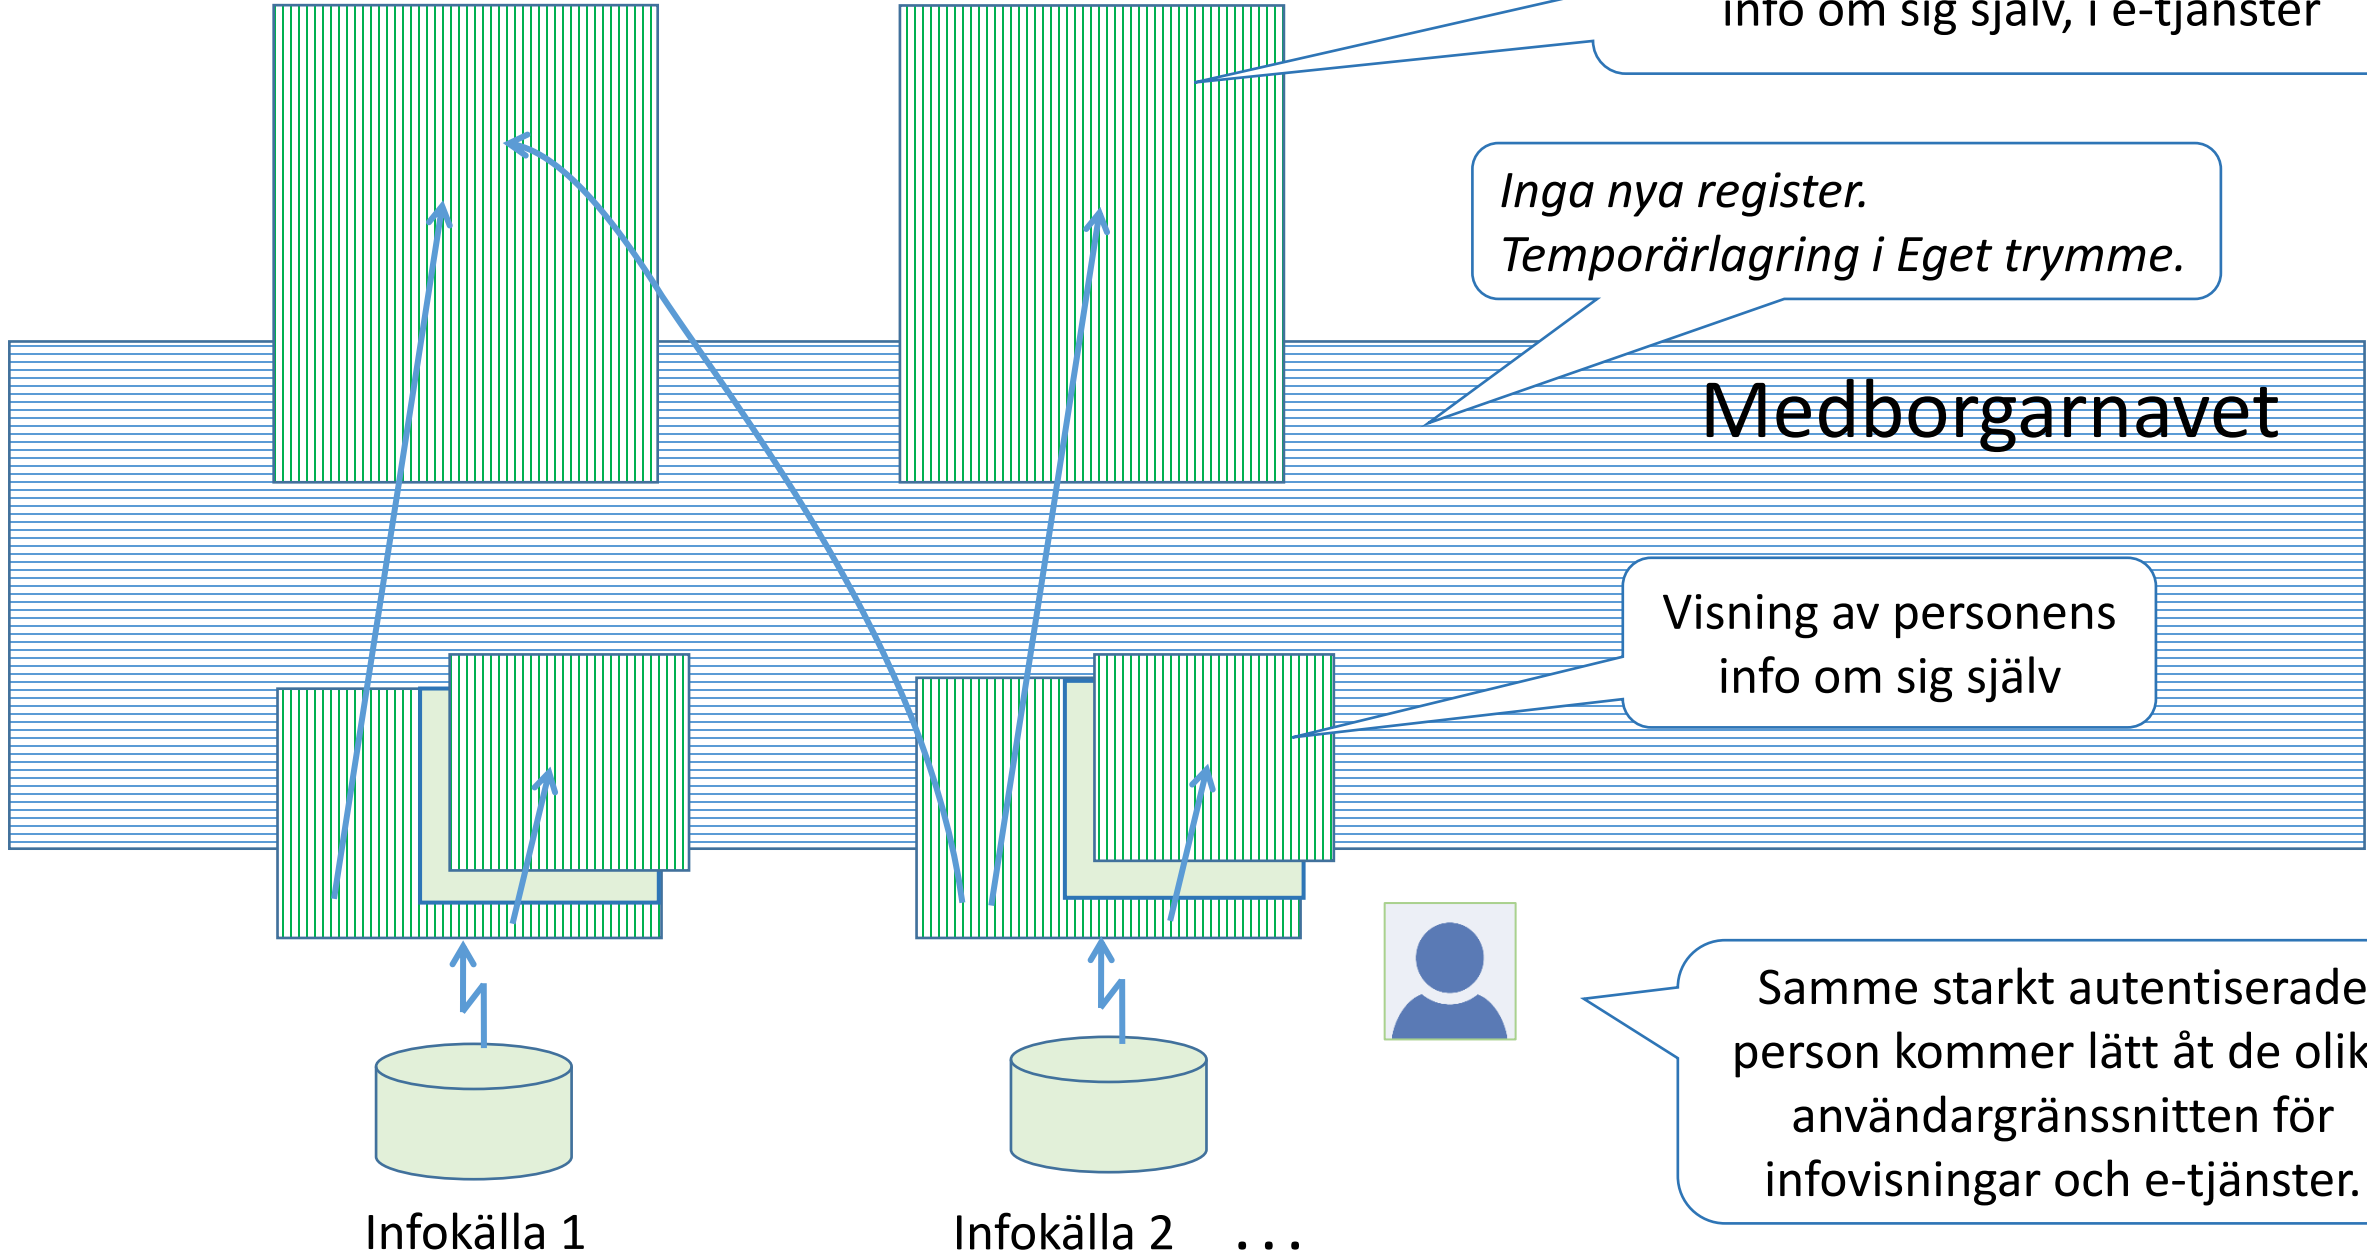 info om sig själv, i e-tjänster
Inga nya register.
Temporärlagring i Eget trymme.
Medborgarnavet
Visning av personens
info om sig själv
Samme starkt autentiserade
person kommer lätt åt de olik
användargränssnitten för
infovisningar och e-tjänster.
Infokälla 1
Infokälla 2 ...